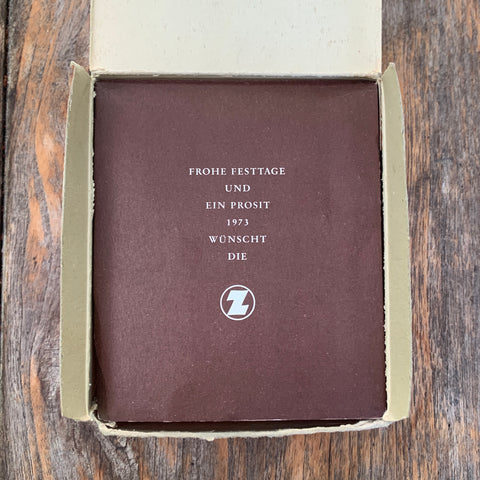 FROHE FESTTAGE
UND
EIN PROSIT
1973
WÜNSCHT
DIE
Z